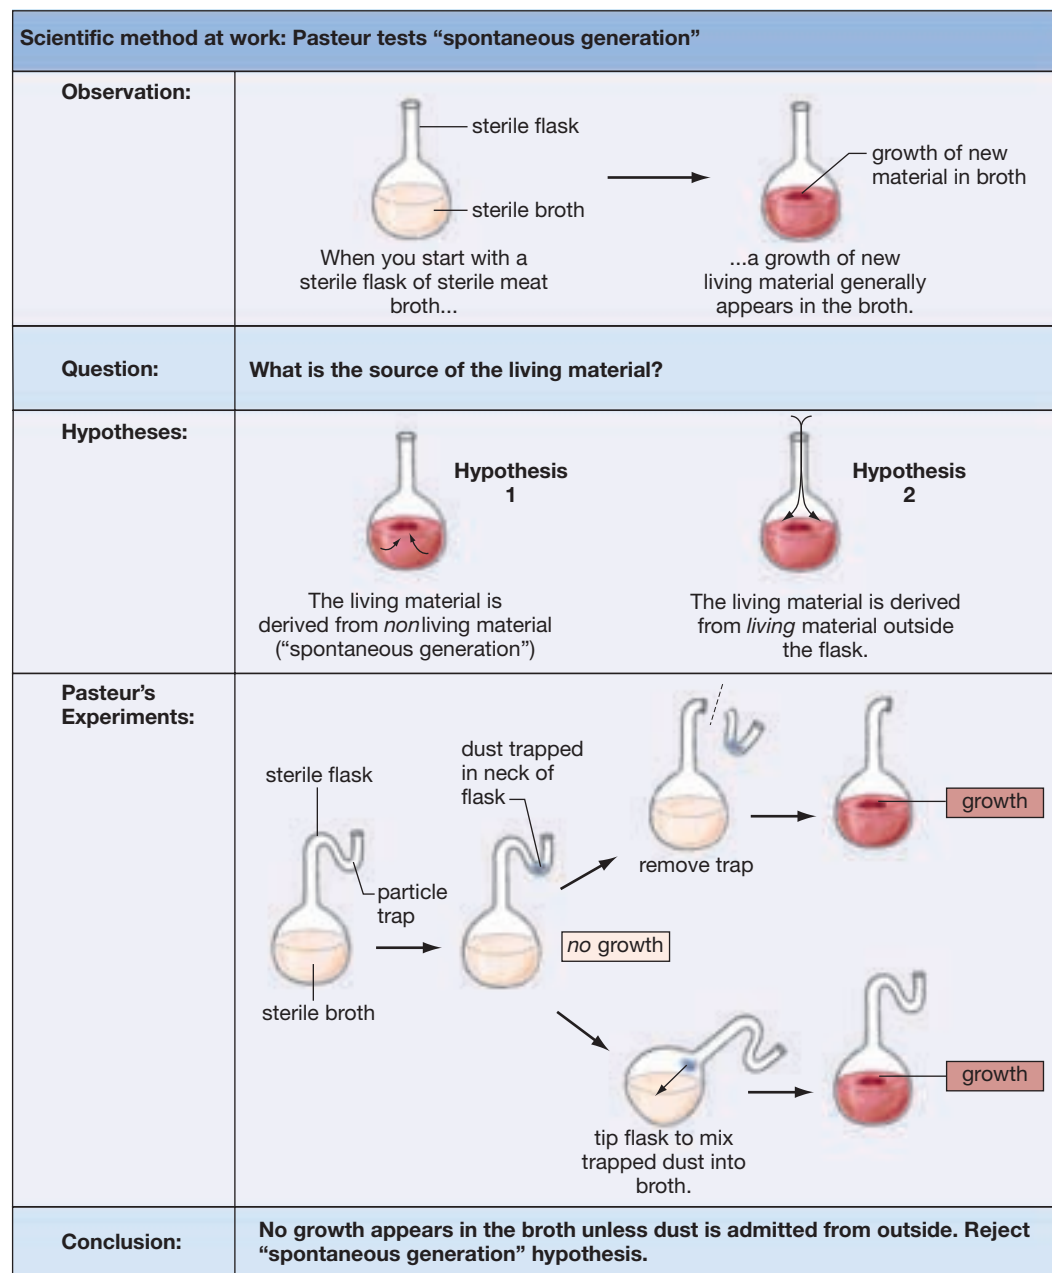 Scientific method at work: Pasteur tests “spontaneous generation”
Observation:
sterile flask
sterile broth
growth of new
material in broth
When you start with a
sterile flask of sterile meat
broth...
...a growth of new
living material generally
appears in the broth.
Question:
What is the source of the living material?
Hypotheses:
Hypothesis
1
Hypothesis
2
The living material is
derived from nonliving material
(“spontaneous generation”)
The living material is derived
from living material outside
the flask.
Pasteur’s
Experiments:
sterile flask
particle
trap
sterile broth
dust trapped
in neck of
flask
no growth
remove trap
growth
tip flask to mix
trapped dust into
broth.
growth
Conclusion:
No growth appears in the broth unless dust is admitted from outside. Reject
“spontaneous generation” hypothesis.